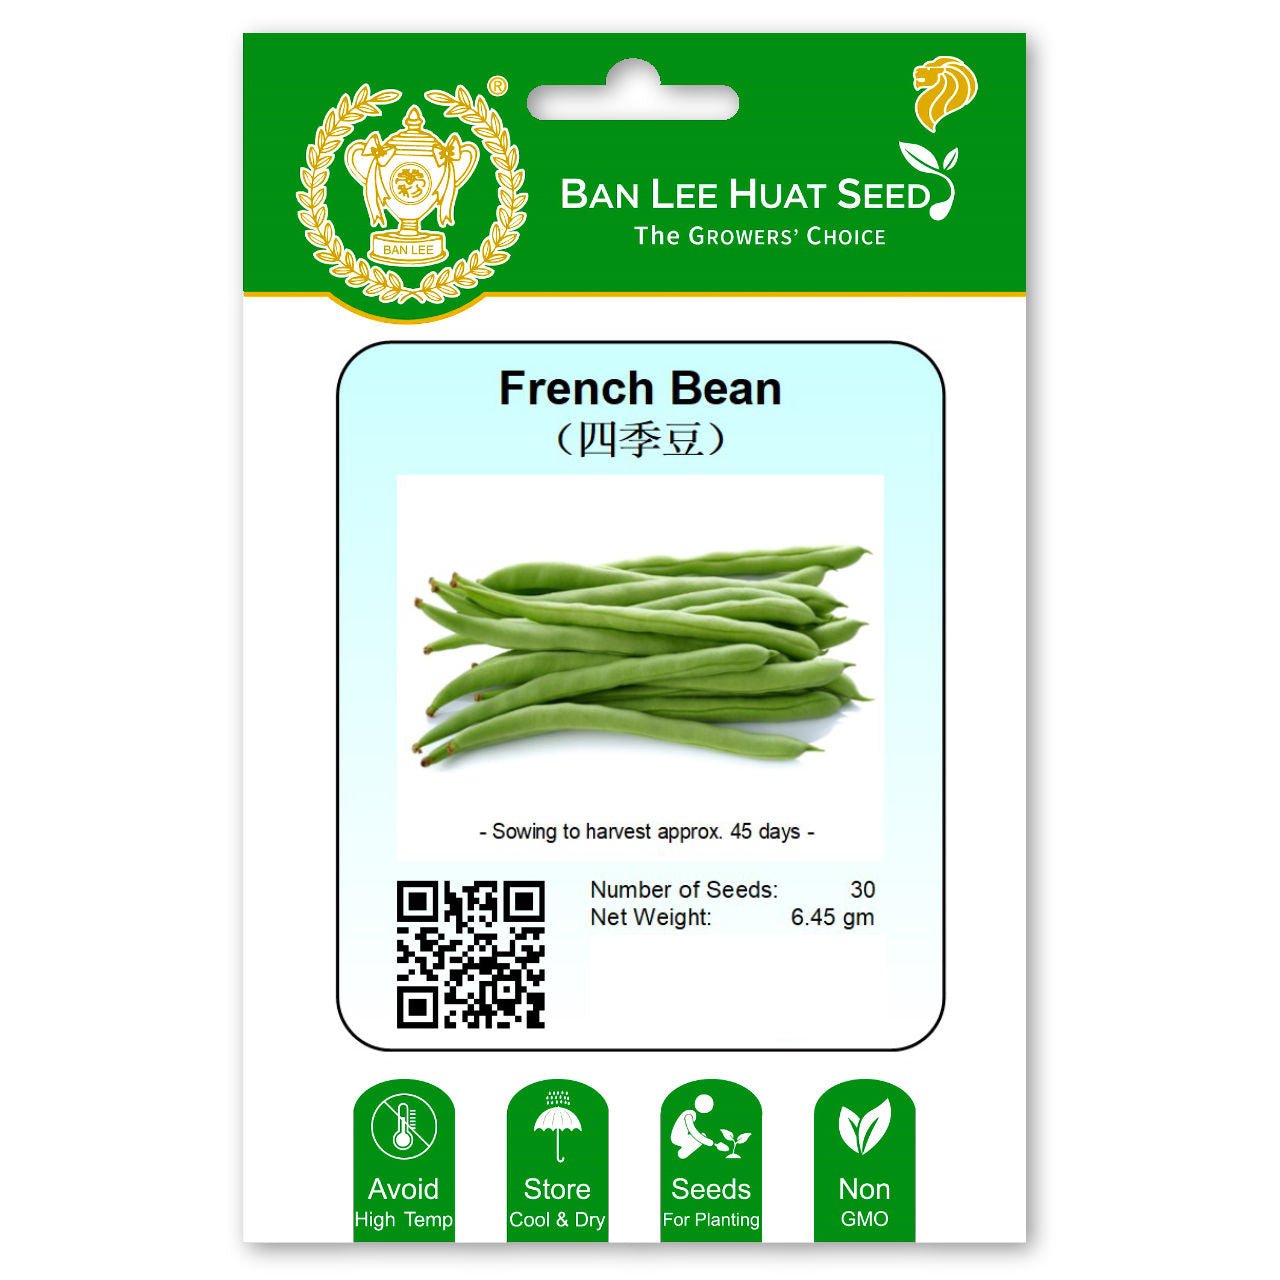 ®
BAN LEE
BAN LEE HUAT SEED
The GROWERS' CHOICE
French Bean
（四季豆）
- Sowing to harvest approx. 45 days -
Number of Seeds: 30
Net Weight: 6.45 gm
Avoid
High Temp
Store
Cool & Dry
Seeds
For Planting
Non
GMO